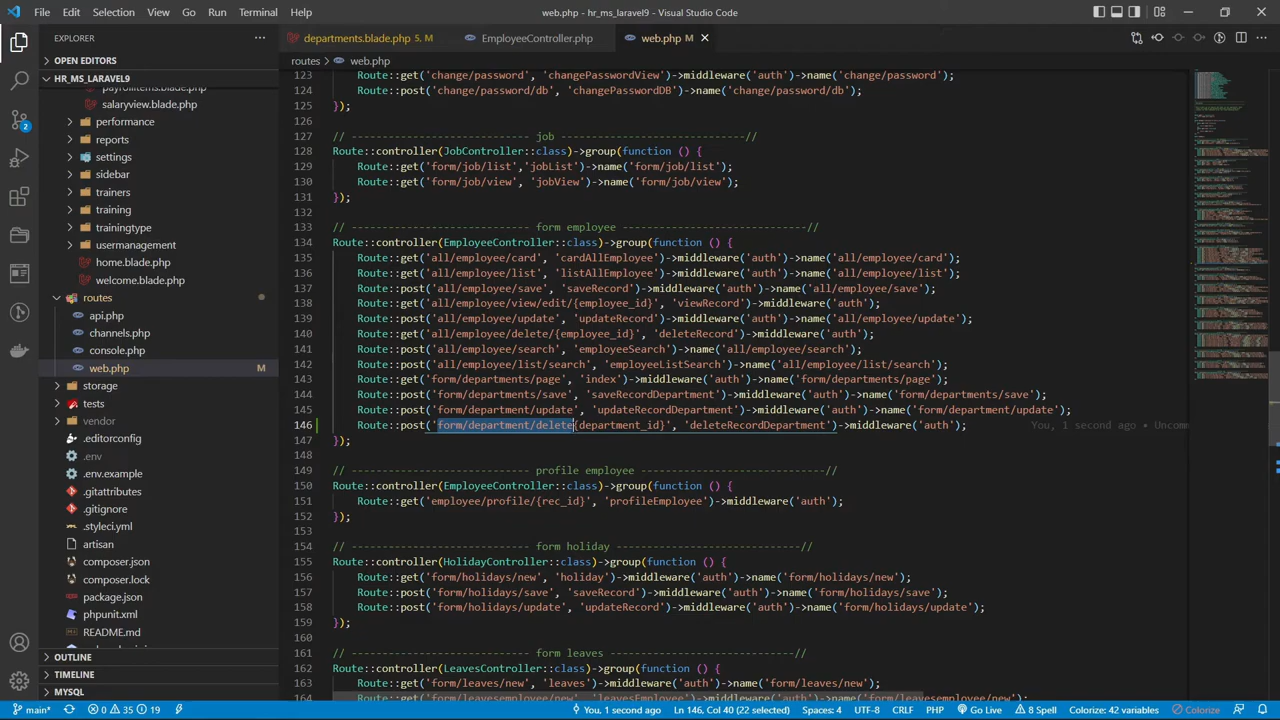 File Edit Selection View Go Run Terminal Help
web.php - hr_ms_laravel9 - Visual Studio Code
EXPLORER
OPEN EDITORS
HR_MS_LARAVEL9
payrollitems.blade.php
salaryview.blade.php
performance
reports
settings
sidebar
trainers
training
trainingtype
usermanagement
home.blade.php
welcome.blade.php
routes
api.php
channels.php
console.php
web.php M
storage
tests
vendor
.editorconfig
.env
.env.example
.gitattributes
.gitignore
.styleci.yml
artisan
composer.json
composer.lock
package.json
phpunit.xml
README.md
OUTLINE
TIMELINE
MYSQL
departments.blade.php 5, M
EmployeeController.php
web.php M
routes > web.php
123 Route::get('change/password', 'changePasswordView')->middleware('auth')->name('change/password');
124 Route::post('change/password/db', 'changePasswordDB')->name('change/password/db');
125 });
126
127 // ----------------------------- job ------------------------------//
128 Route::controller(JobController::class)->group(function () {
129 Route::get('form/job/list','jobList')->name('form/job/list');
130 Route::get('form/job/view', 'jobView')->name('form/job/view');
131 });
132
133 // ---------------------------- form employee ---------------------------//
134 Route::controller(EmployeeController::class)->group(function () {
135 Route::get('all/employee/card', 'cardAllEmployee')->middleware('auth')->name('all/employee/card');
136 Route::get('all/employee/list', 'listAllEmployee')->middleware('auth')->name('all/employee/list');
137 Route::post('all/employee/save', 'saveRecord')->middleware('auth')->name('all/employee/save');
138 Route::get('all/employee/view/edit/{employee_id}', 'viewRecord')->middleware('auth');
139 Route::post('all/employee/update', 'updateRecord')->middleware('auth')->name('all/employee/update');
140 Route::get('all/employee/delete/{employee_id}', 'deleteRecord')->middleware('auth');
141 Route::post('all/employee/search', 'employeeSearch')->name('all/employee/search');
142 Route::post('all/employee/list/search', 'employeeListSearch')->name('all/employee/list/search');
143 Route::get('form/departments/page', 'index')->middleware('auth')->name('form/departments/page');
144 Route::post('form/departments/save', 'saveRecordDepartment')->middleware('auth')->name('form/departments/save');
145 Route::post('form/department/update', 'updateRecordDepartment')->middleware('auth')->name('form/department/update');
146 Route::post('form/department/delete{department_id}', 'deleteRecordDepartment')->middleware('auth'); You, 1 second ago • Uncomm
147 });
148
149 // ---------------------------- profile employee ----------------------------//
150 Route::controller(EmployeeController::class)->group(function () {
151 Route::get('employee/profile/{rec_id}', 'profileEmployee')->middleware('auth');
152 });
153
154 // ---------------------------- form holiday ----------------------------//
155 Route::controller(HolidayController::class)->group(function () {
156 Route::get('form/holidays/new', 'holiday')->middleware('auth')->name('form/holidays/new');
157 Route::post('form/holidays/save', 'saveRecord')->middleware('auth')->name('form/holidays/save');
158 Route::post('form/holidays/update', 'updateRecord')->middleware('auth')->name('form/holidays/update');
159 });
160
161 // ---------------------------- form leaves ---------------------------//
162 Route::controller(LeavesController::class)->group(function () {
163 Route::get('form/leaves/new', 'leaves')->middleware('auth')->name('form/leaves/new');
164 Route::get('form/leavesemployee/new', 'leavesEmployee')->middleware('auth')->name('form/leavesemployee/new');
main* 0 35 19 You, 1 second ago Ln 146, Col 40 (22 selected) Spaces: 4 UTF-8 CRLF PHP Go Live 8 Spell Colorize: 42 variables Colorize